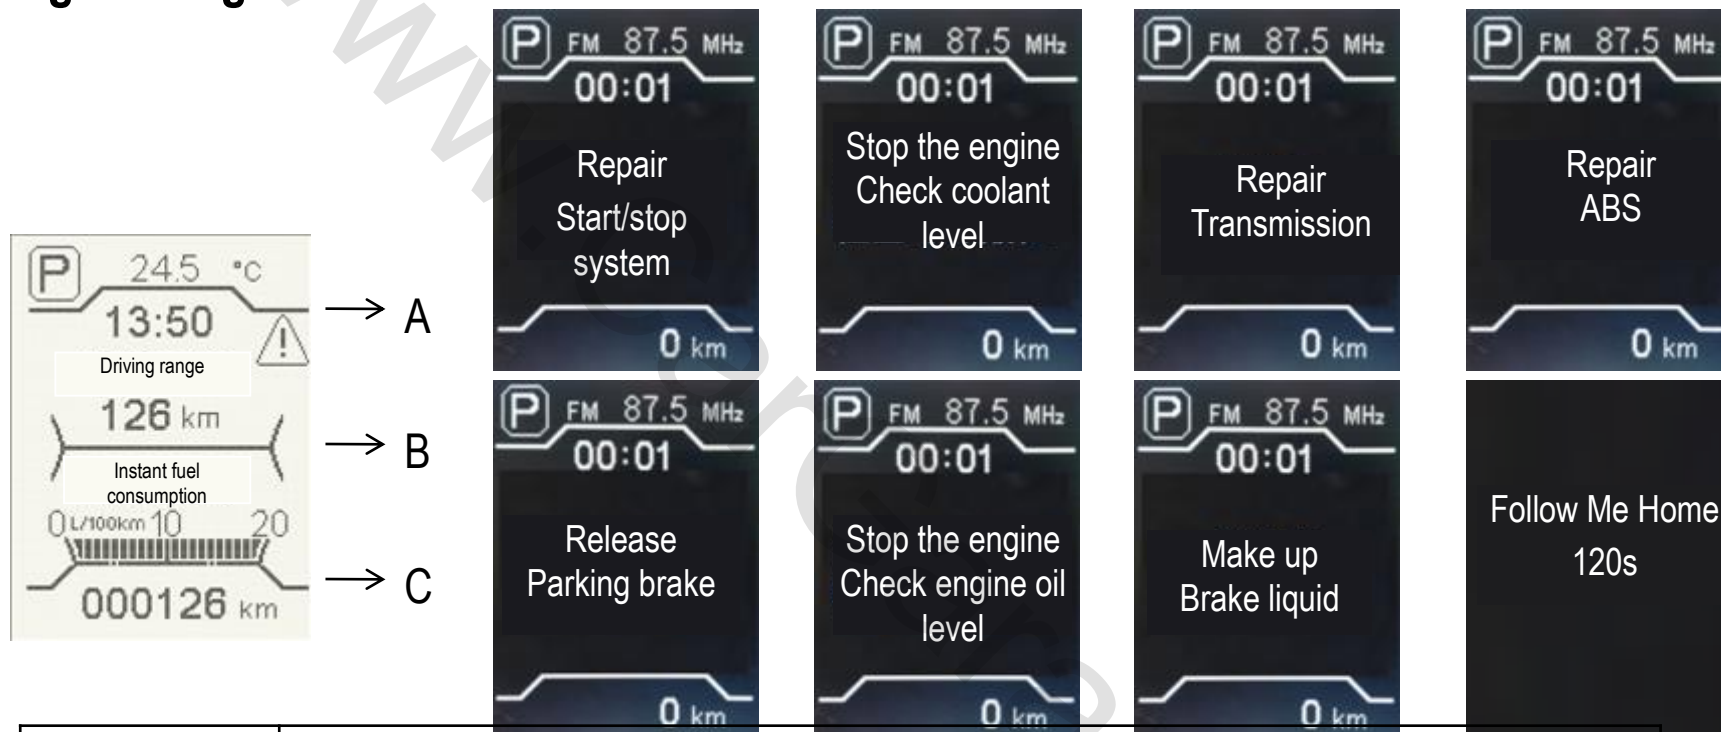 P 24.5 °C
13:50
Driving range
126 km
Instant fuel
consumption
0 L/100km 10 20
000126 km
A
B
C
P FM 87.5 MHz
00:01
Repair
Start/stop
system
0 km
P FM 87.5 MHz
00:01
Stop the engine
Check coolant
level
0 km
P FM 87.5 MHz
00:01
Repair
Transmission
0 km
P FM 87.5 MHz
00:01
Repair
ABS
0 km
P FM 87.5 MHz
00:01
Release
Parking brake
0 km
P FM 87.5 MHz
00:01
Stop the engine
Check engine oil
level
0 km
P FM 87.5 MHz
00:01
Make up
Brake liquid
0 km
Follow Me Home
120s